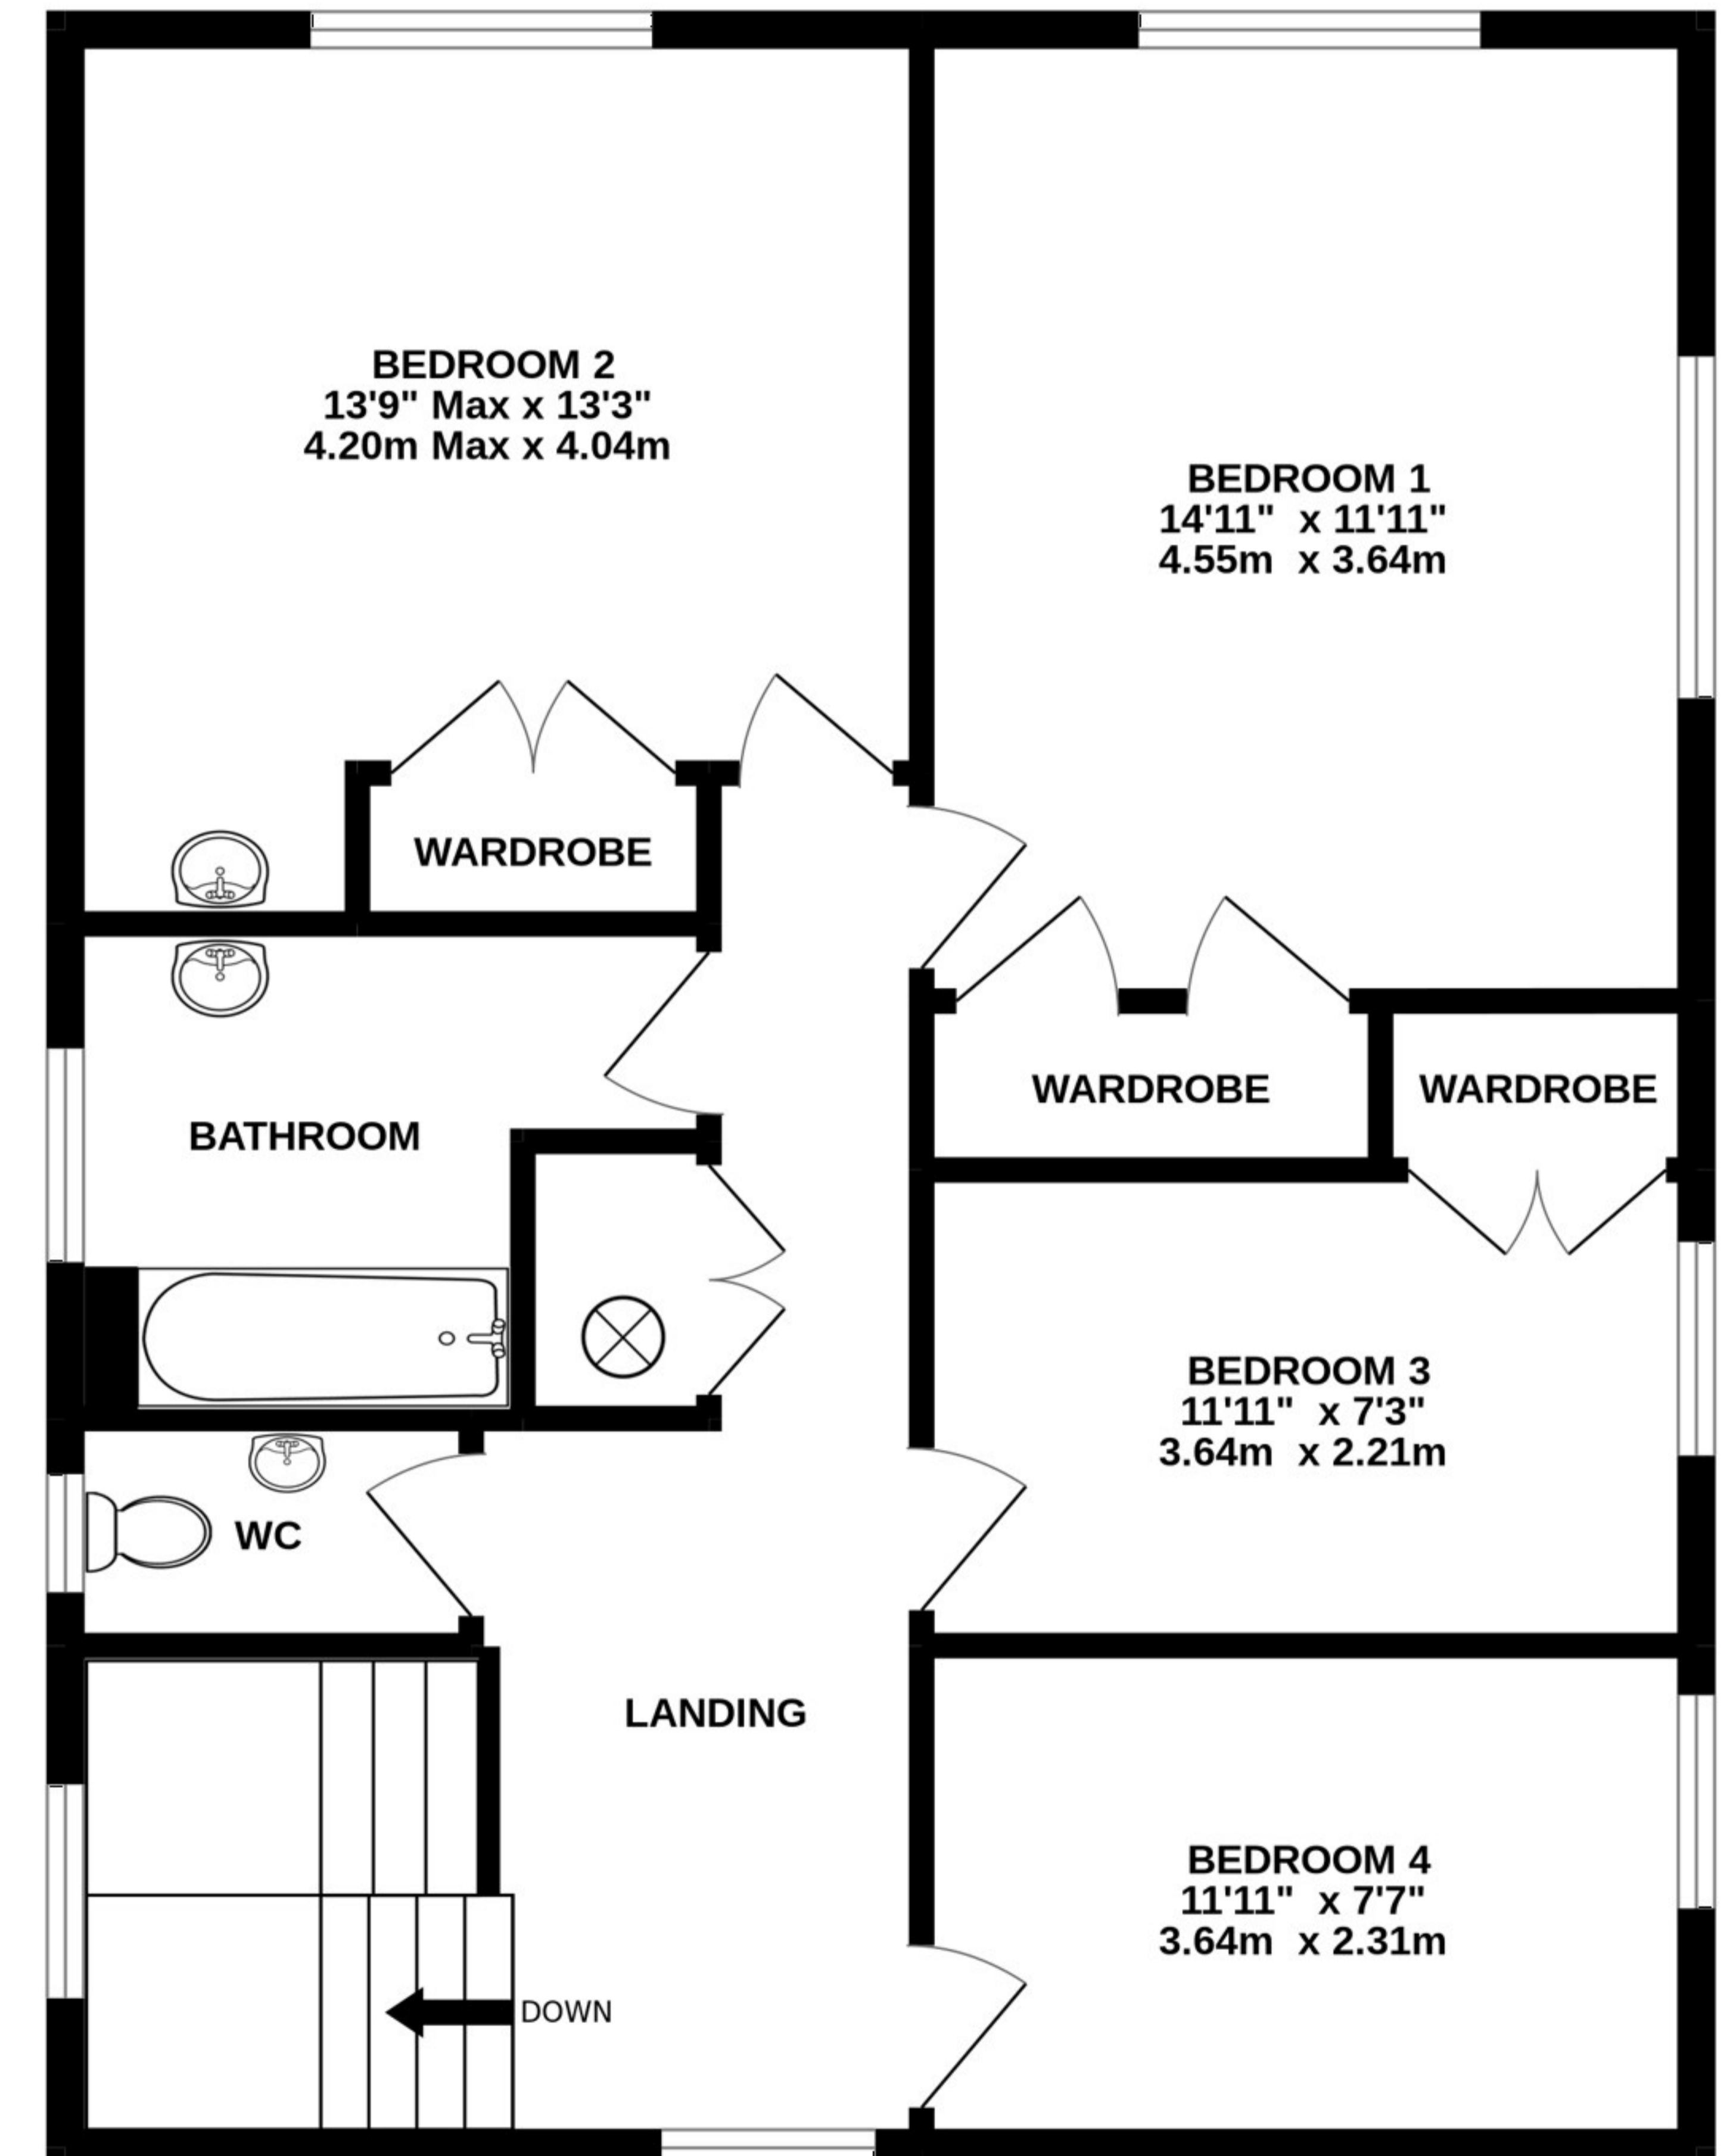 BEDROOM 2
13'9" Max x 13'3"
4.20m Max x 4.04m
BEDROOM 1
14'11" x 11'11"
4.55m x 3.64m
WARDROBE
WARDROBE
WARDROBE
BATHROOM
BEDROOM 3
11'11" x 7'3"
3.64m x 2.21m
WC
LANDING
BEDROOM 4
11'11" x 7'7"
3.64m x 2.31m
DOWN